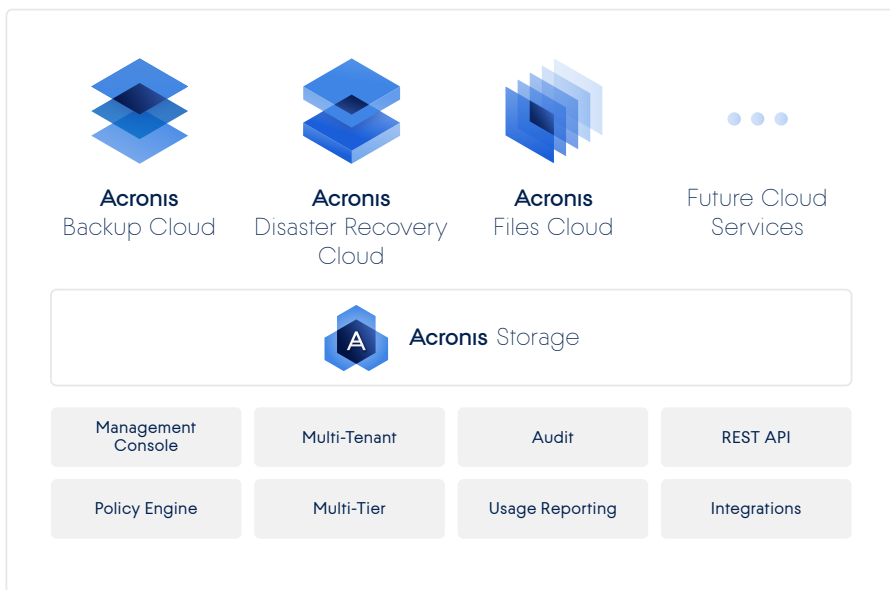 Acronis
Backup Cloud
Acronis
Disaster Recovery
Cloud
Acronis
Files Cloud
Future Cloud
Services
A
Acronis Storage
Management
Console
Multi-Tenant
Audit
REST API
Policy Engine
Multi-Tier
Usage Reporting
Integrations